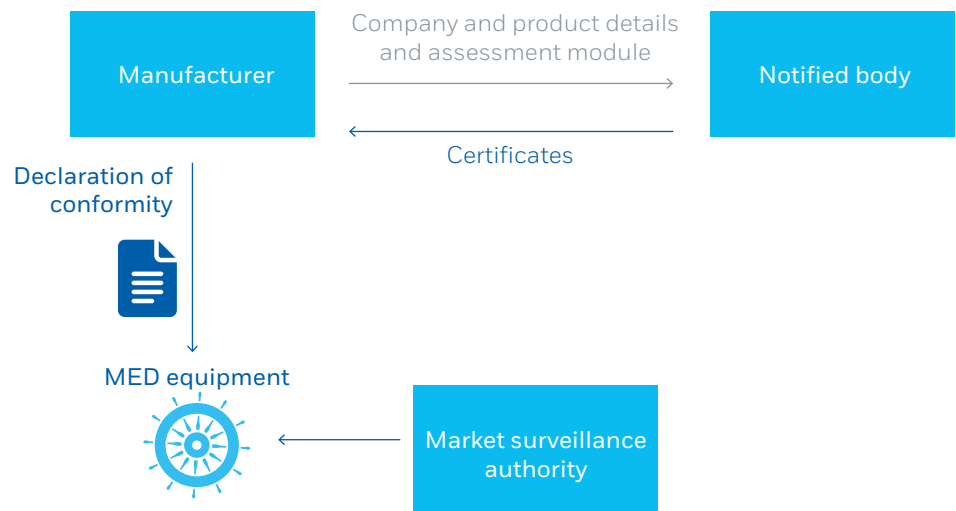 Company and product details
and assessment module
Manufacturer
Notified body
Certificates
Declaration of
conformity
MED equipment
Market surveillance
authority